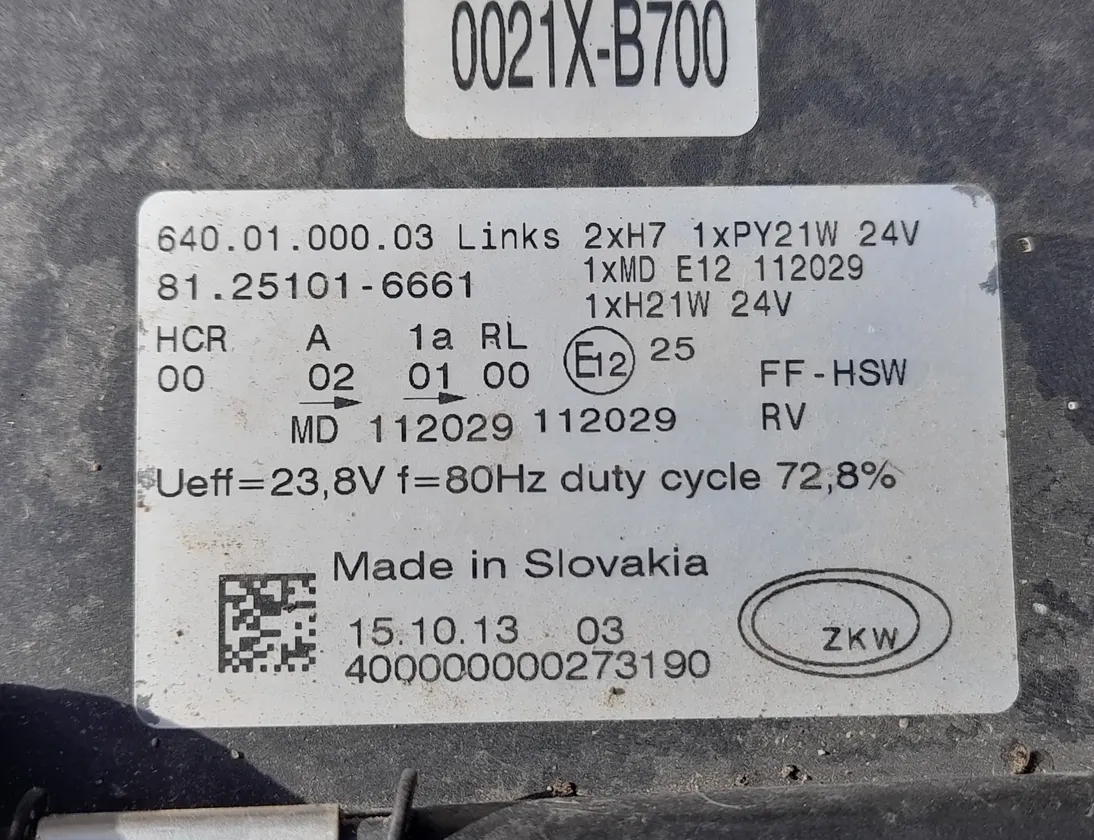 0021X-B700
640.01.000.03 Links 2xH7 1xPY21W 24V
1xMD E12 112029
81.25101-6661
1xH21W 24V
HCR A 1a RL
E12 25
00 02 01 00
FF-HSW
MD 112029 112029
RV
Ueff=23,8V f=80Hz duty cycle 72,8%
Made in Slovakia
15.10.13 03
400000000273190
ZKW